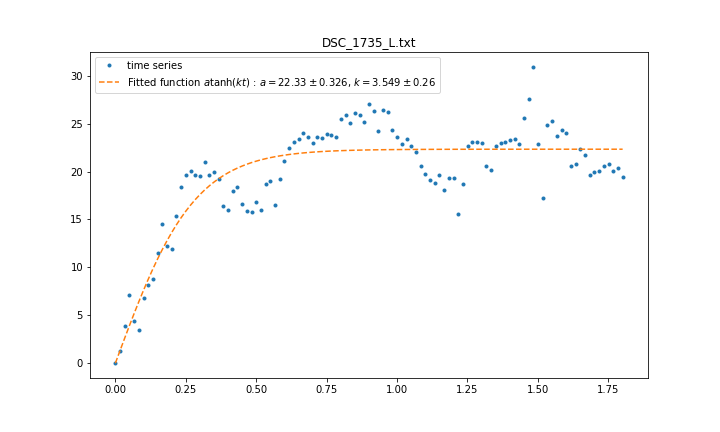 DSC_1735_L.txt
time series
Fitted function atanh(kt) : a = 22.33 ± 0.326, k = 3.549 ± 0.26
30
25
20
15
10
5
0
0.00 0.25 0.50 0.75 1.00 1.25 1.50 1.75